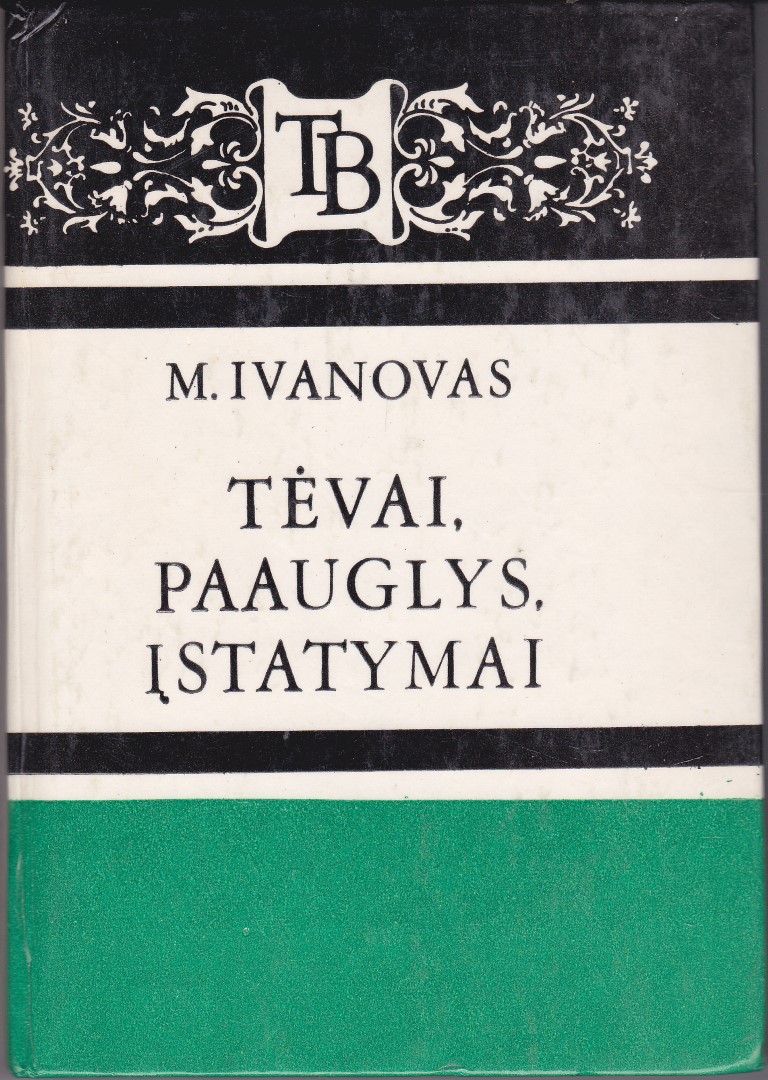 TB
M. IVANOVAS
TĖVAI,
PAAUGLYS,
ĮSTATYMAI